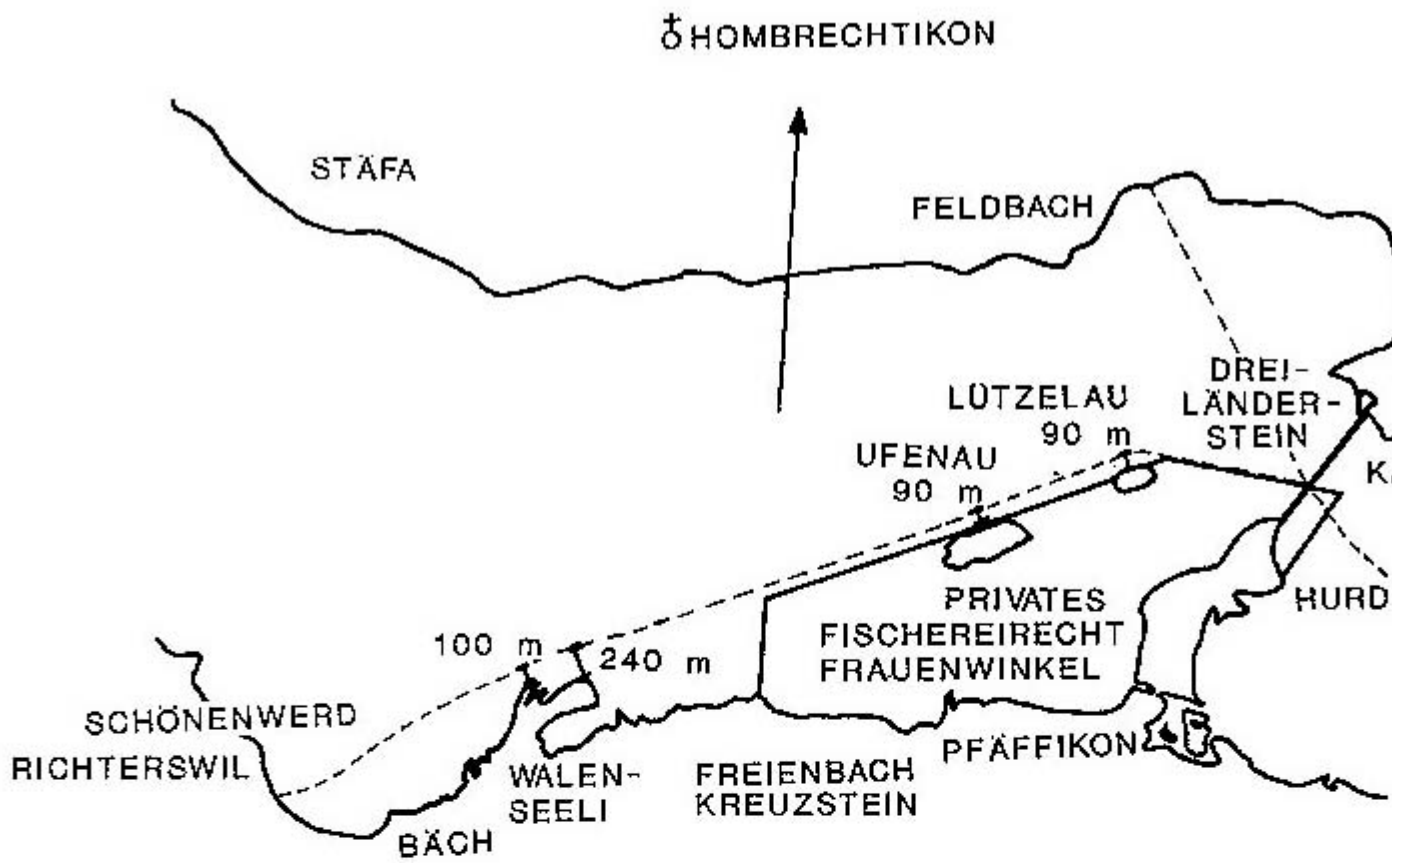 HOMBRECHTIKON
STÄFA
FELDBACH
DREI-
LÄNDER-
STEIN
LÜTZELAU
90 m
UFENAU
90 m
K
HURD
PRIVATES
FISCHEREIRECHT
FRAUENWINKEL
100 m
240 m
SCHÖNENWERD
RICHTERSWIL
PFÄFFIKON
WALEN-
SEELI
FREIENBACH
KREUZSTEIN
BÄCH